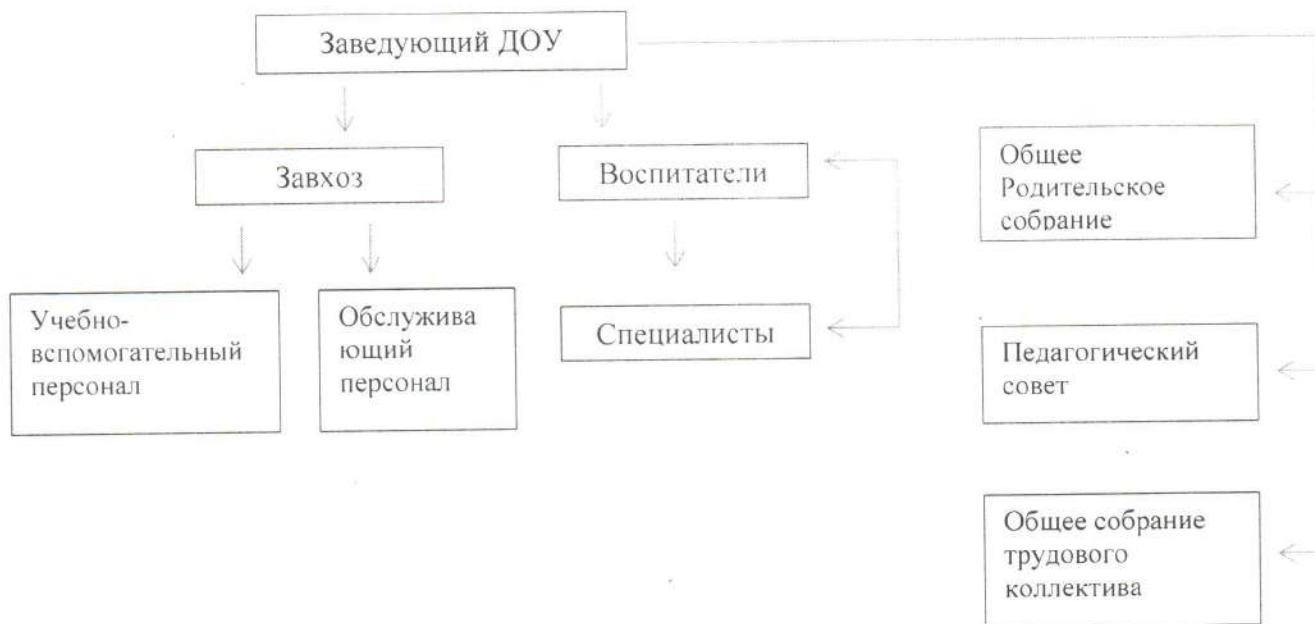 Заведующий ДОУ
Завхоз
Воспитатели
Общее
Родительское
собрание
Учебно-
вспомогательный
персонал
Обслужива
ющий
персонал
Специалисты
Педагогический
совет
Общее собрание
трудового
коллектива